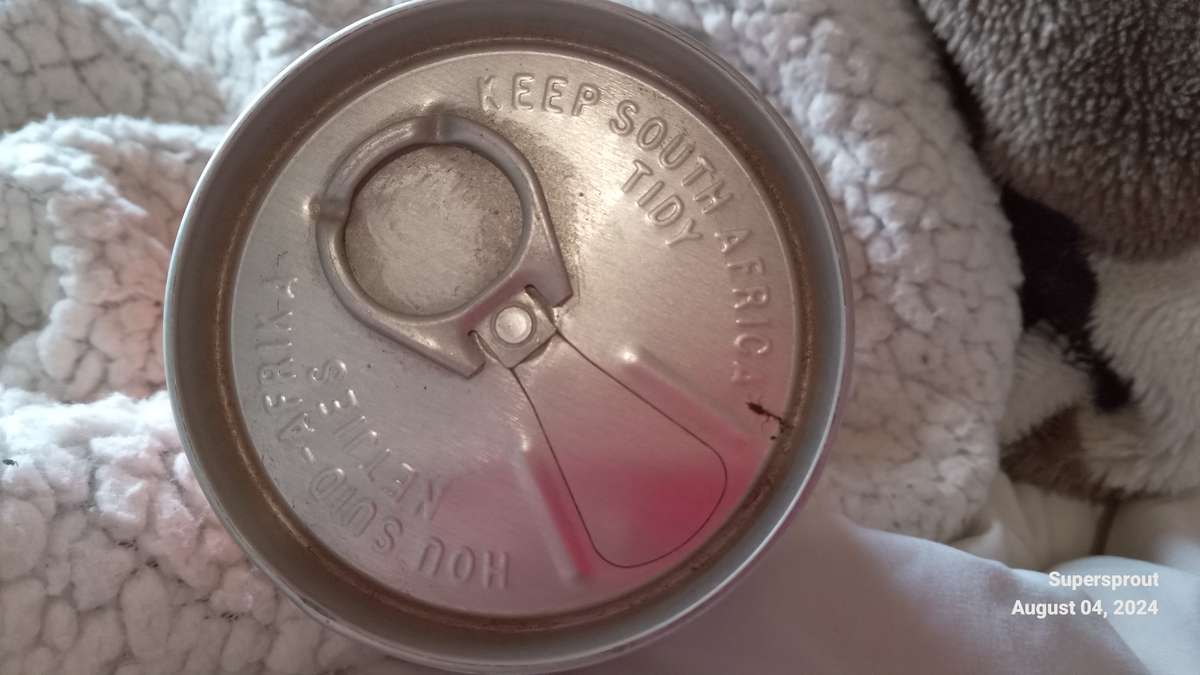 KEEP SOUTH AFRICA
TIDY
HOU SUID-AFRIKA
NETJIES
Supersprout
August 04, 2024